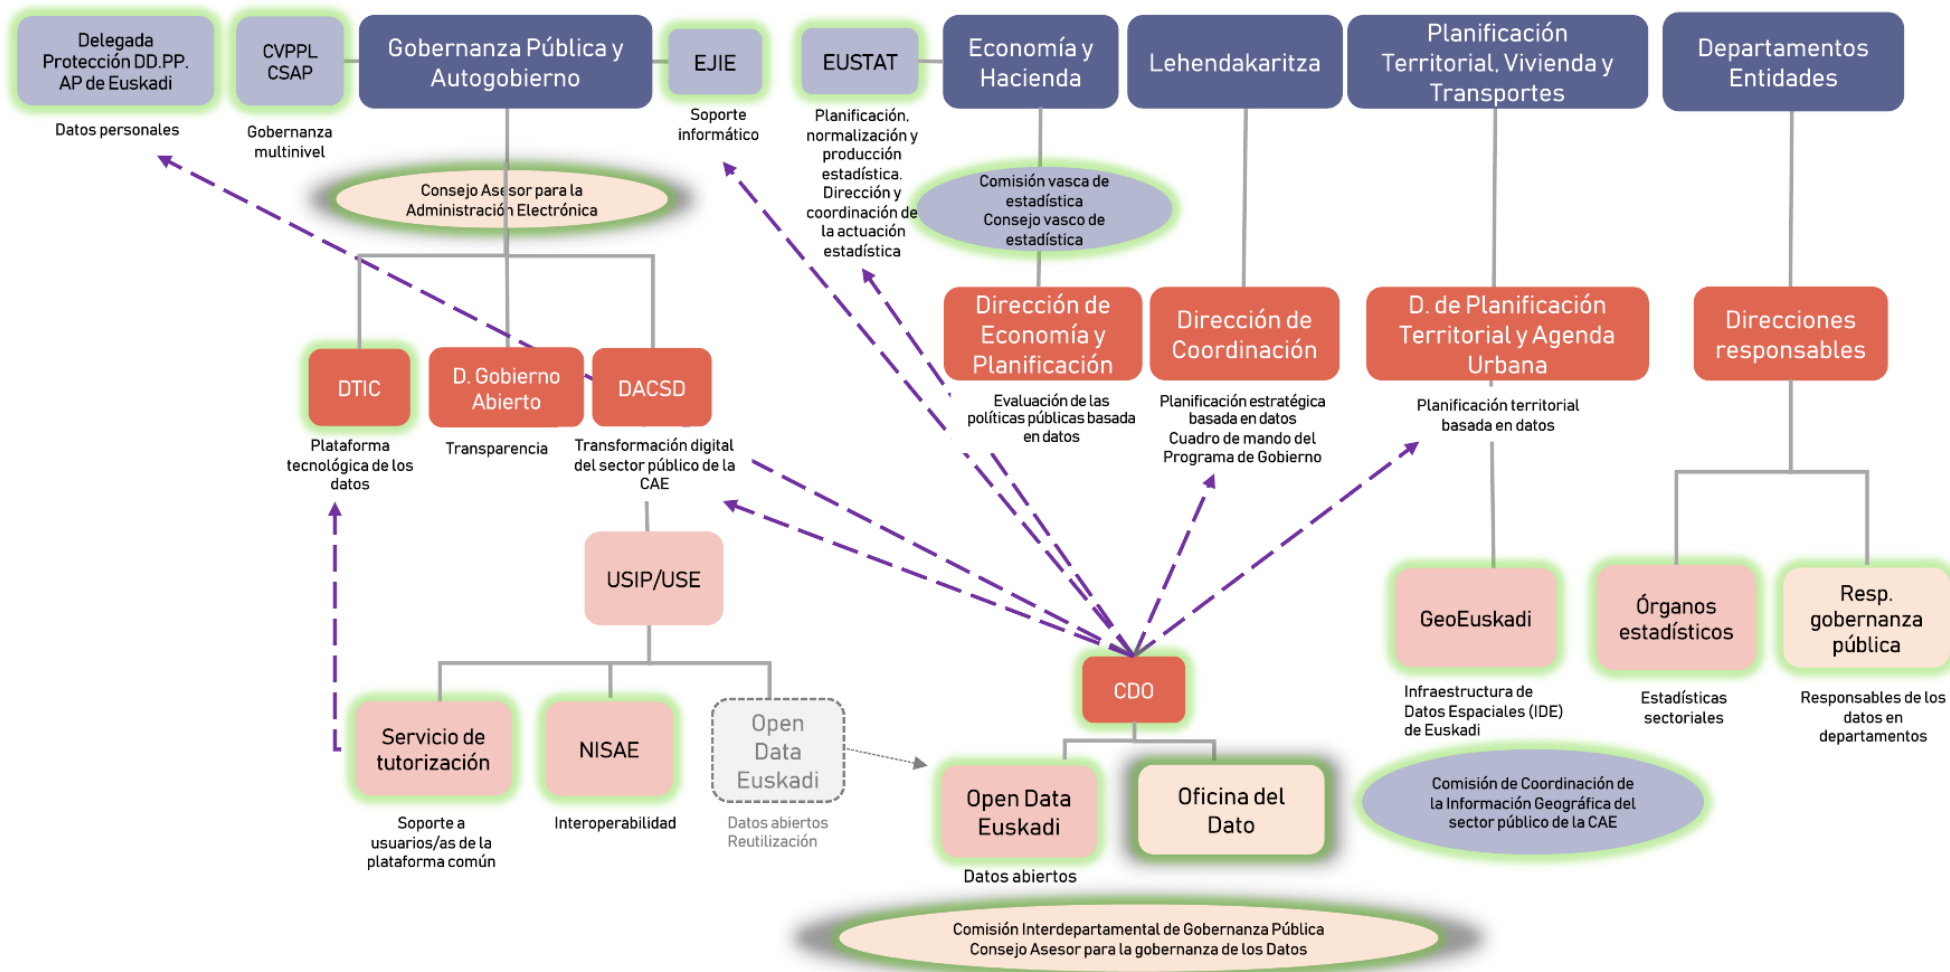 Delegada
Protección DD.PP.
AP de Euskadi
Datos personales
CVPPL
CSAP
Gobernanza
multinivel
Gobernanza Pública y
Autogobierno
EJIE
Soporte
informático
EUSTAT
Planificación,
normalización y
producción
estadística.
Dirección y
coordinación de
la actuación
estadística
Economía y
Hacienda
Lehendakaritza
Planificación
Territorial, Vivienda y
Transportes
Departamentos
Entidades
Consejo Asesor para la
Administración Electrónica
Comisión vasca de
estadística
Consejo vasco de
estadística
DTIC
Plataforma
tecnológica de los
datos
D. Gobierno
Abierto
Transparencia
DACSD
Transformación digital
del sector público de la
CAE
Dirección de
Economía y
Planificación
Evaluación de las
políticas públicas basada
en datos
Dirección de
Coordinación
Planificación estratégica
basada en datos
Cuadro de mando del
Programa de Gobierno
D. de Planificación
Territorial y Agenda
Urbana
Planificación territorial
basada en datos
Direcciones
responsables
USIP/USE
GeoEuskadi
Infraestructura de
Datos Espaciales (IDE)
de Euskadi
Órganos
estadísticos
Estadísticas
sectoriales
Resp.
gobernanza
pública
Responsables de los
datos en
departamentos
CDO
Servicio de
tutorización
Soporte a
usuarios/as de la
plataforma común
NISAE
Interoperabilidad
Open
Data
Euskadi
Datos abiertos
Reutilización
Open Data
Euskadi
Datos abiertos
Oficina del
Dato
Comisión de Coordinación de
la Información Geográfica del
sector público de la CAE
Comisión Interdepartamental de Gobernanza Pública
Consejo Asesor para la gobernanza de los Datos